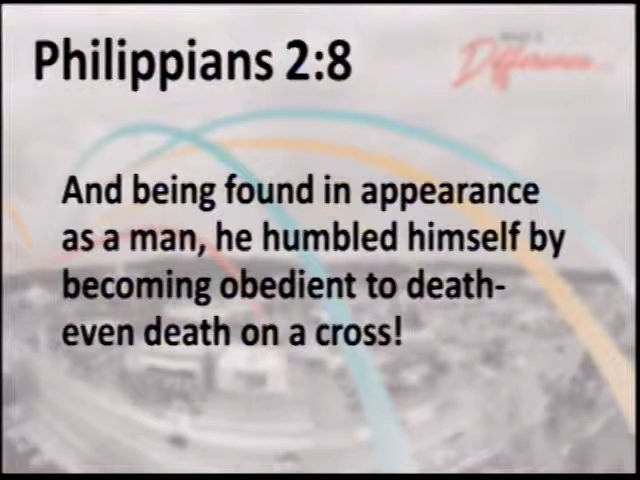 Philippians 2:8
Difference...
And being found in appearance
as a man, he humbled himself by
becoming obedient to death-
even death on a cross!